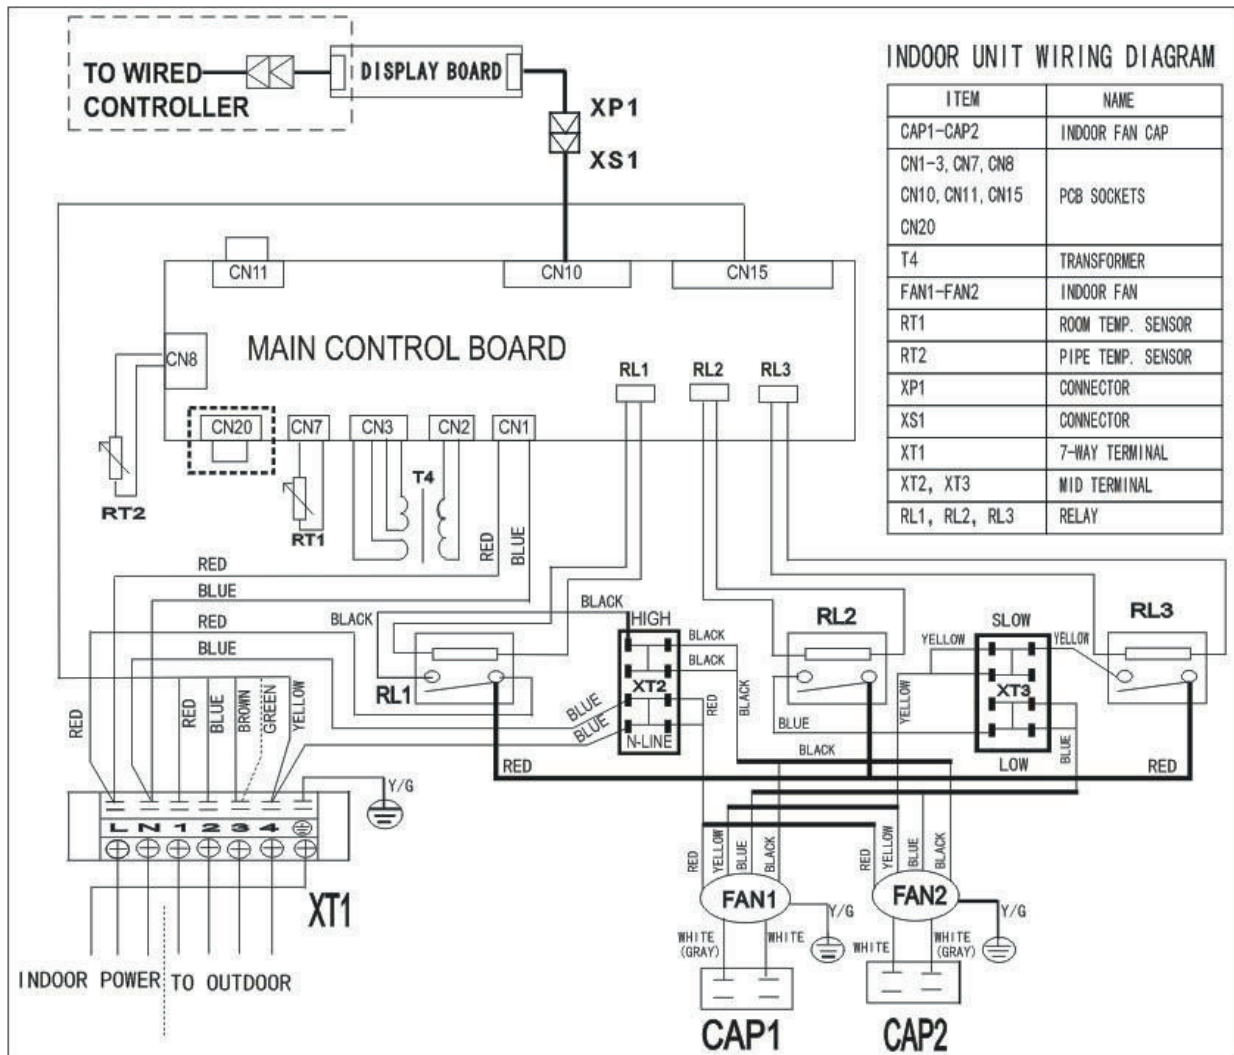 INDOOR UNIT WIRING DIAGRAM
TO WIRED
CONTROLLER
DISPLAY BOARD
XP1
XS1
ITEM NAME
CAP1-CAP2 INDOOR FAN CAP
CN1-3, CN7, CN8
CN10, CN11, CN15 PCB SOCKETS
CN20
T4 TRANSFORMER
FAN1-FAN2 INDOOR FAN
RT1 ROOM TEMP. SENSOR
RT2 PIPE TEMP. SENSOR
XP1 CONNECTOR
XS1 CONNECTOR
XT1 7-WAY TERMINAL
XT2, XT3 MID TERMINAL
RL1, RL2, RL3 RELAY
CN11 CN10 CN15
MAIN CONTROL BOARD
CN8
RL1 RL2 RL3
CN20 CN7 CN3 CN2 CN1
T4
RT2 RT1
RED BLUE
RED
BLUE
RED
BLUE
BLACK
BLACK
HIGH
BLACK
BLACK
BLACK
XT2
RED
N-LINE
BLUE
BLUE
RL1
RL2
RL3
SLOW
YELLOW YELLOW
XT3
YELLOW
BLUE
BLUE
LOW
BLACK
RED RED
RED RED BLUE BROWN GREEN YELLOW
Y/G
L N 1 2 3 4
XT1
INDOOR POWER TO OUTDOOR
RED YELLOW BLUE BLACK
RED YELLOW BLUE BLACK
FAN1 FAN2
Y/G Y/G
WHITE
(GRAY)
WHITE
WHITE
WHITE
(GRAY)
CAP1 CAP2